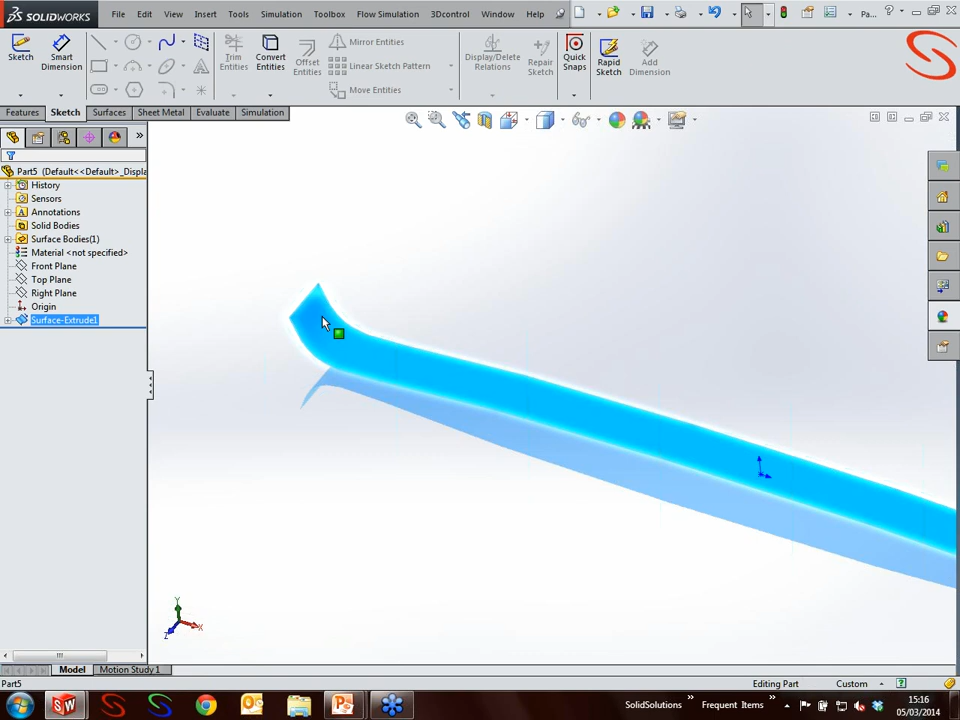 SOLIDWORKS File Edit View Insert Tools Simulation Toolbox Flow Simulation 3Dcontrol Window Help Pa...
Sketch
Smart
Dimension
Trim
Entities
Convert
Entities
Offset
Entities
Mirror Entities
Linear Sketch Pattern
Move Entities
Display/Delete
Relations
Repair
Sketch
Quick
Snaps
Rapid
Sketch
Add
Dimension
Features Sketch Surfaces Sheet Metal Evaluate Simulation
Part5 (Default<<Default>_Displa
History
Sensors
Annotations
Solid Bodies
Surface Bodies(1)
Material <not specified>
Front Plane
Top Plane
Right Plane
Origin
Surface-Extrude1
Y
X
Z
Model Motion Study 1
Part5 Editing Part Custom
SolidSolutions Frequent Items 15:16
05/03/2014